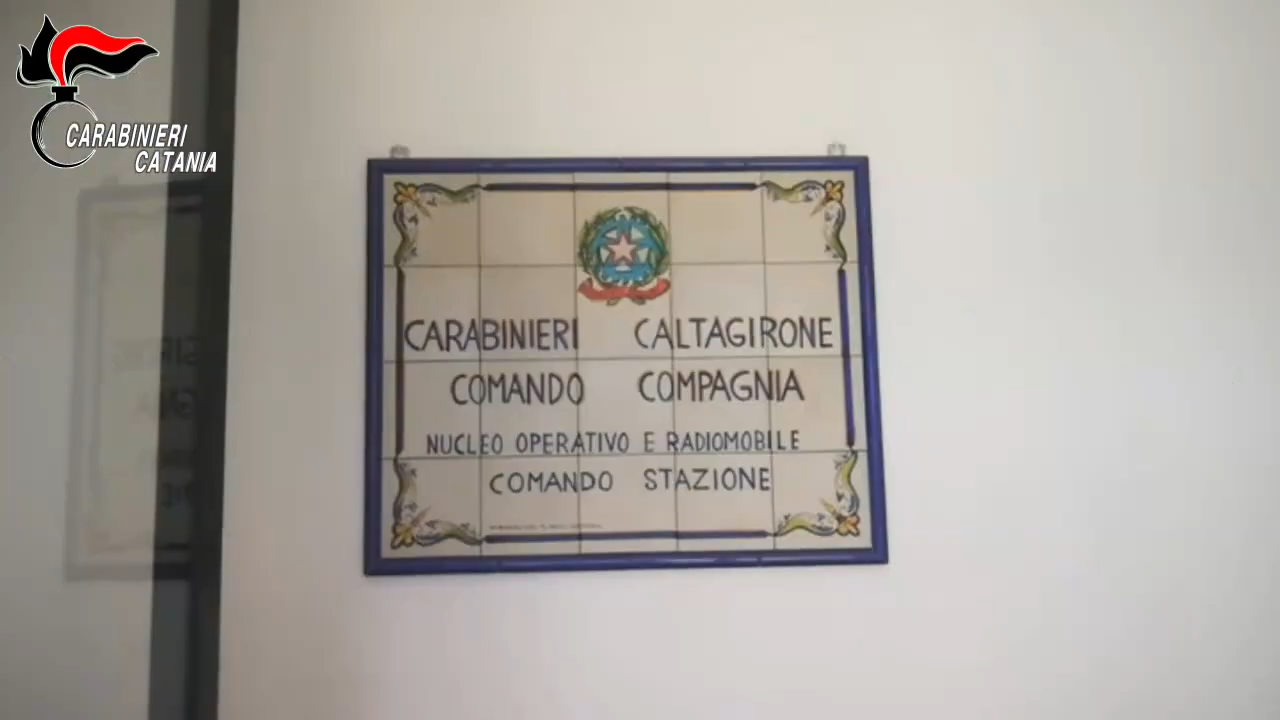 CARABINIERI
CATANIA
CARABINIERI CALTAGIRONE
COMANDO COMPAGNIA
NUCLEO OPERATIVO E RADIOMOBILE
COMANDO STAZIONE